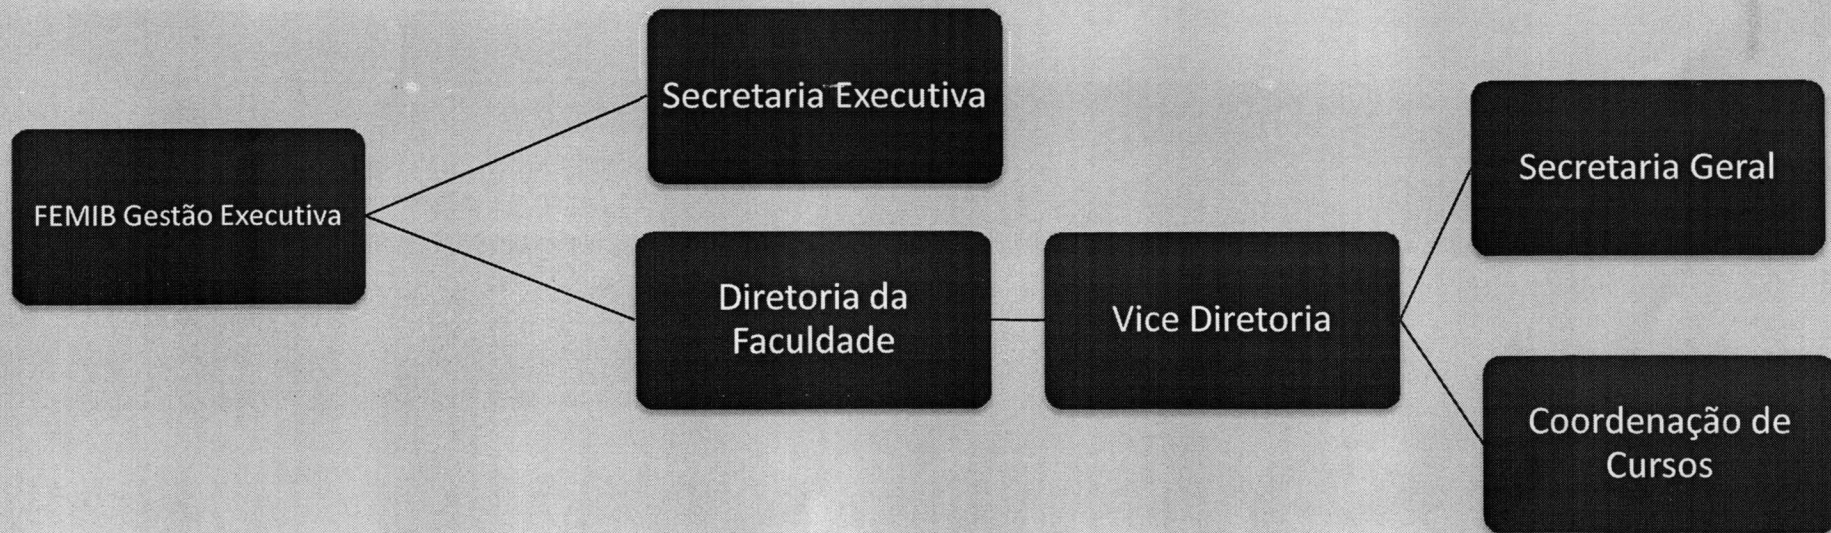 FEMIB Gestão Executiva
Secretaria Executiva
Diretoria da
Faculdade
Vice Diretoria
Secretaria Geral
Coordenação de
Cursos